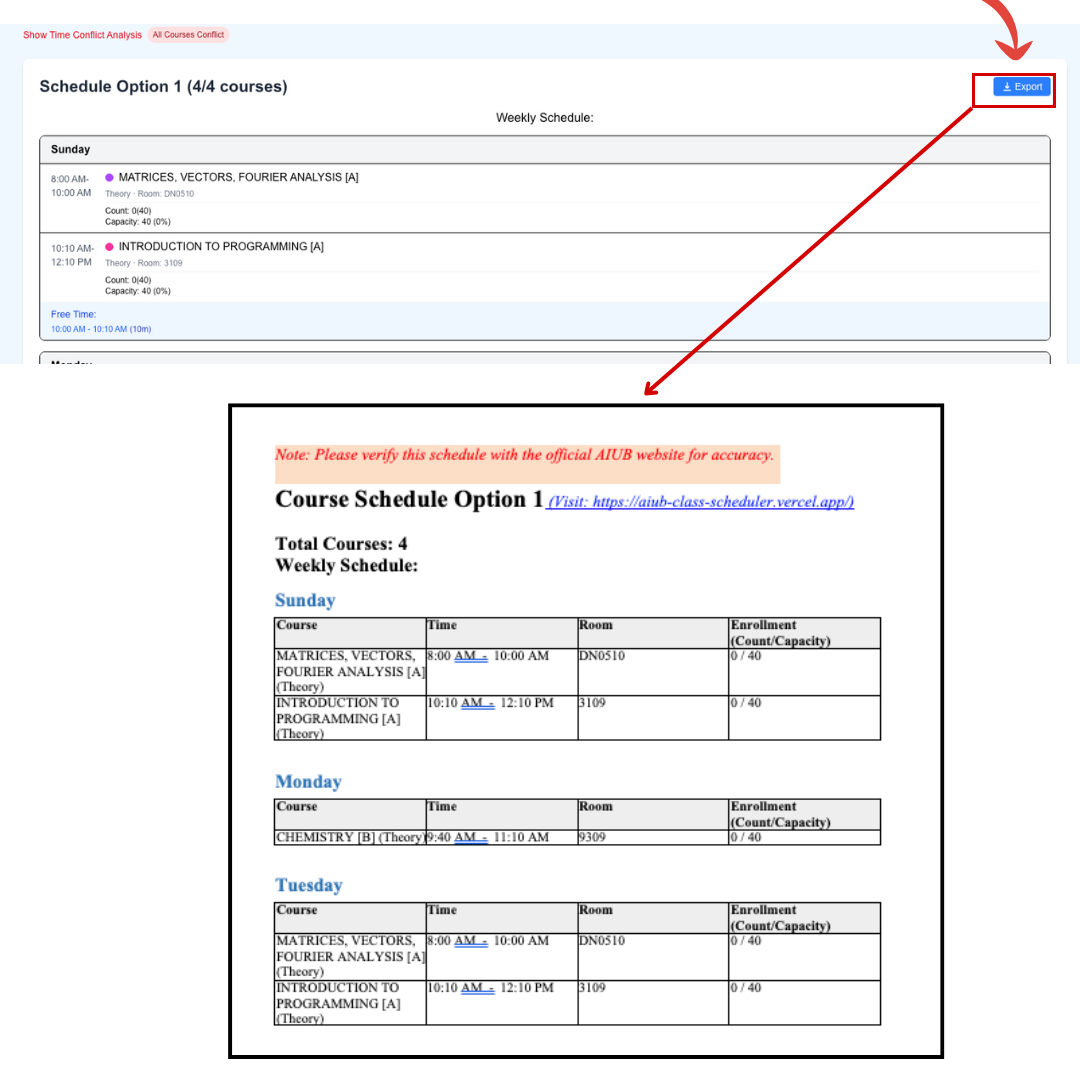 Show Time Conflict Analysis All Courses Conflict
Schedule Option 1 (4/4 courses)
Export
Weekly Schedule:
Sunday
8:00 AM-
10:00 AM
MATRICES, VECTORS, FOURIER ANALYSIS [A]
Theory · Room: DN0510
Count: 0(40)
Capacity: 40 (0%)
10:10 AM-
12:10 PM
INTRODUCTION TO PROGRAMMING [A]
Theory · Room: 3109
Count: 0(40)
Capacity: 40 (0%)
Free Time:
10:00 AM - 10:10 AM (10m)
Monday
Note: Please verify this schedule with the official AIUB website for accuracy.
Course Schedule Option 1 (Visit: https://aiub-class-scheduler.vercel.app/)
Total Courses: 4
Weekly Schedule:
Sunday
Course Time Room Enrollment
(Count/Capacity)
MATRICES, VECTORS, 8:00 AM - 10:00 AM DN0510 0 / 40
FOURIER ANALYSIS [A]
(Theory)
INTRODUCTION TO 10:10 AM - 12:10 PM 3109 0 / 40
PROGRAMMING [A]
(Theory)
Monday
Course Time Room Enrollment
(Count/Capacity)
CHEMISTRY [B] (Theory) 9:40 AM - 11:10 AM 9309 0 / 40
Tuesday
Course Time Room Enrollment
(Count/Capacity)
MATRICES, VECTORS, 8:00 AM - 10:00 AM DN0510 0 / 40
FOURIER ANALYSIS [A]
(Theory)
INTRODUCTION TO 10:10 AM - 12:10 PM 3109 0 / 40
PROGRAMMING [A]
(Theory)